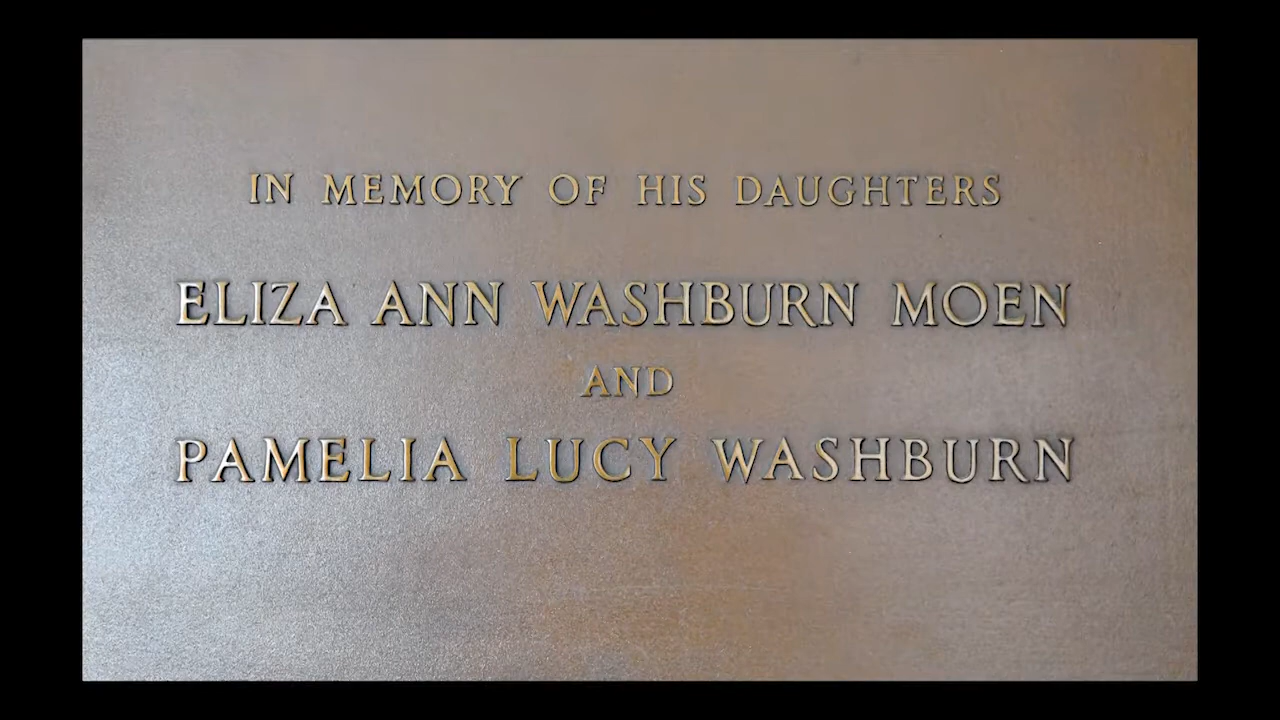 IN MEMORY OF HIS DAUGHTERS
ELIZA ANN WASHBURN MOEN
AND
PAMELIA LUCY WASHBURN